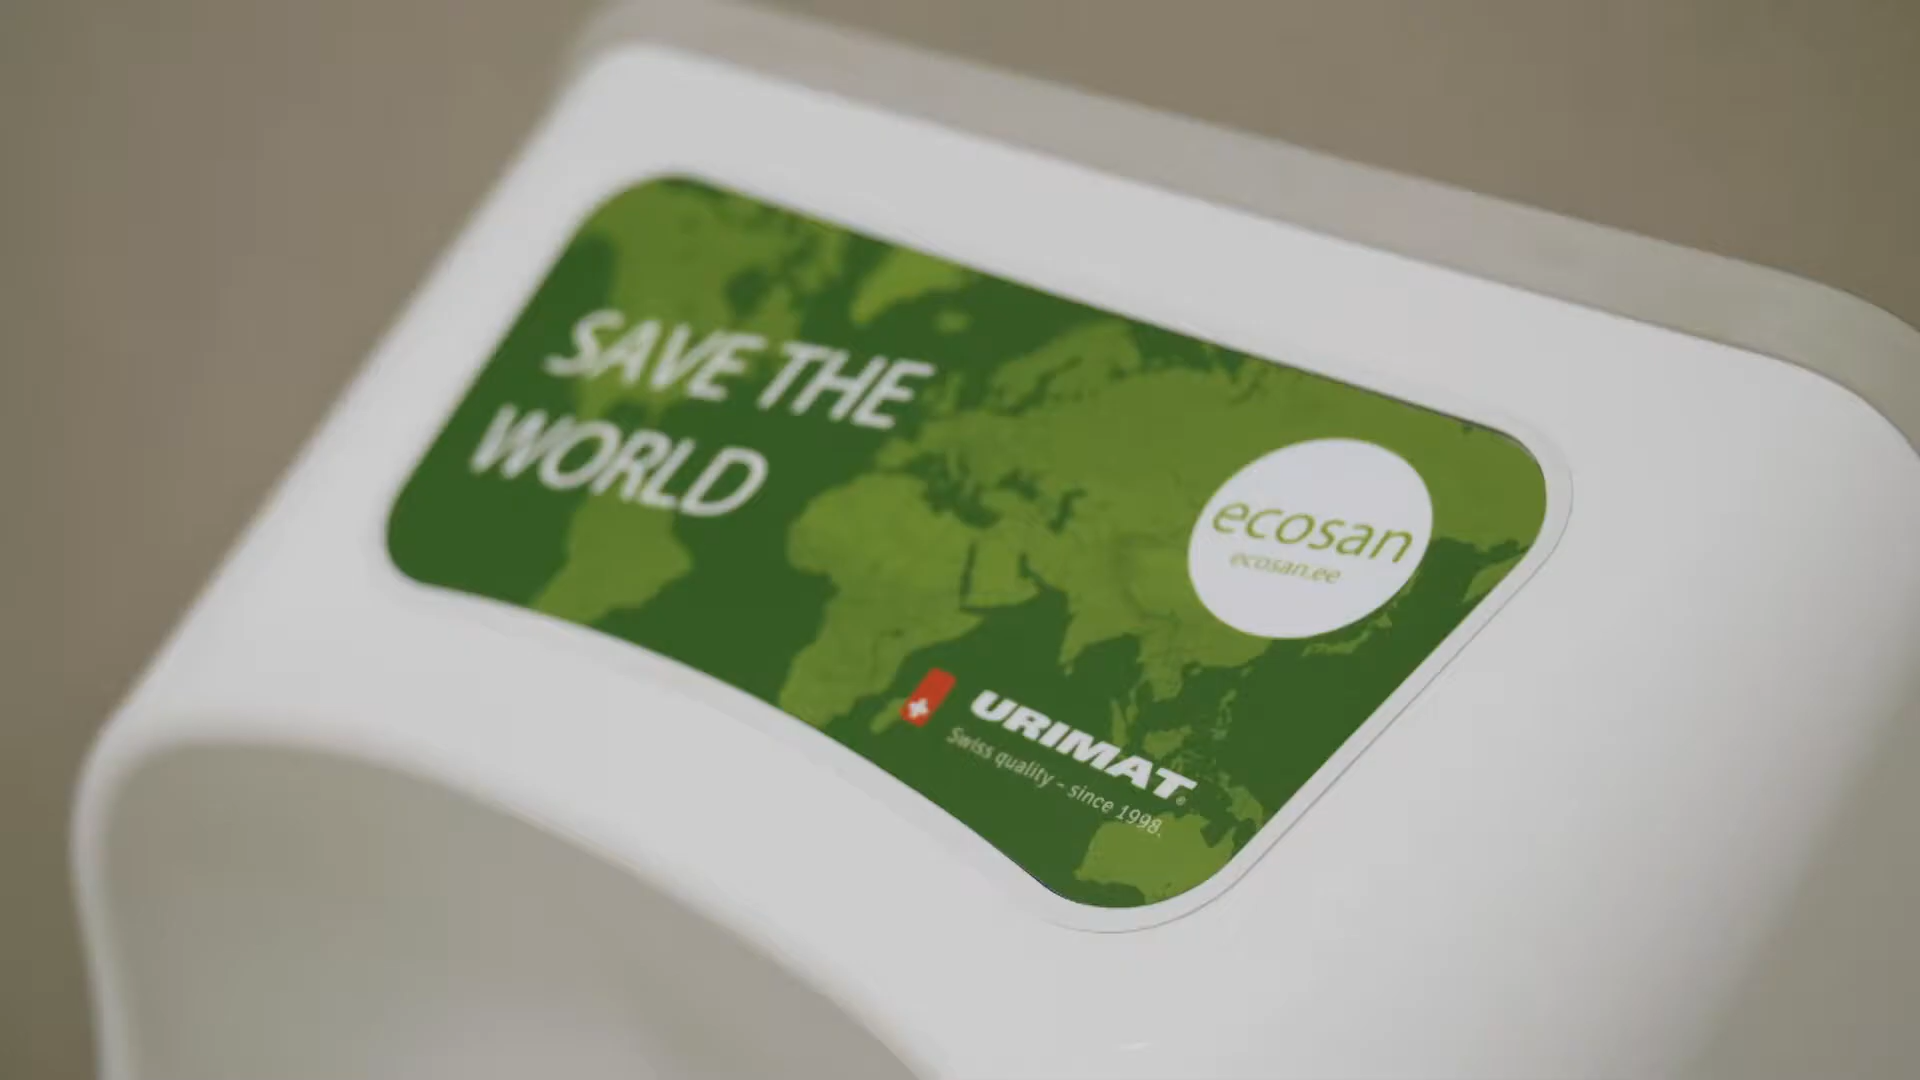 SAVE THE
WORLD
ecosan
ecosan.ee
URIMAT®
Swiss quality - since 1998.